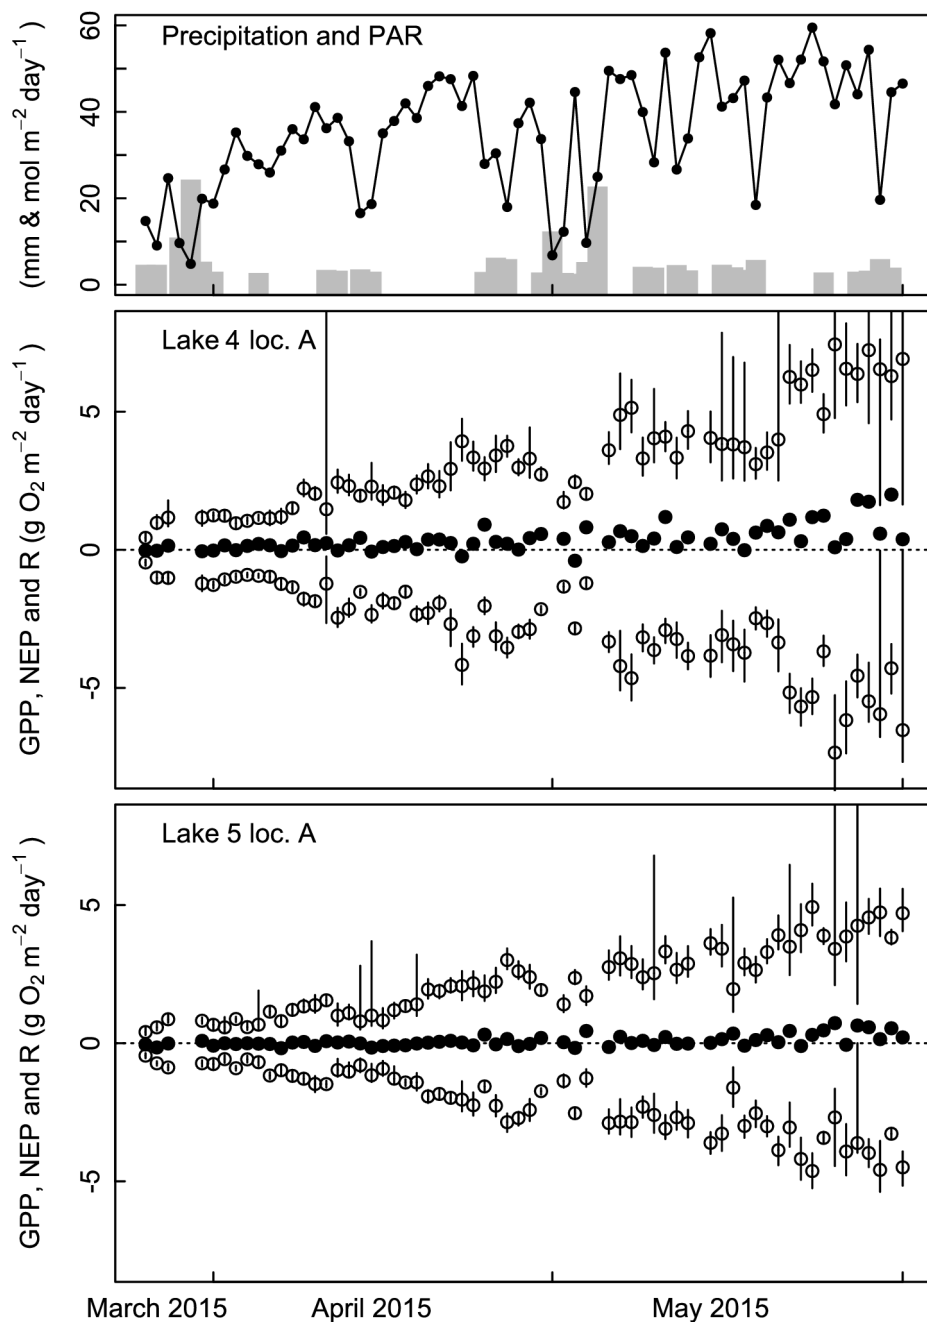 Precipitation and PAR
(mm & mol m⁻² day⁻¹)
60
40
20
0
Lake 4 loc. A
GPP, NEP and R (g O₂ m⁻² day⁻¹)
5
0
-5
Lake 5 loc. A
GPP, NEP and R (g O₂ m⁻² day⁻¹)
5
0
-5
March 2015 April 2015 May 2015